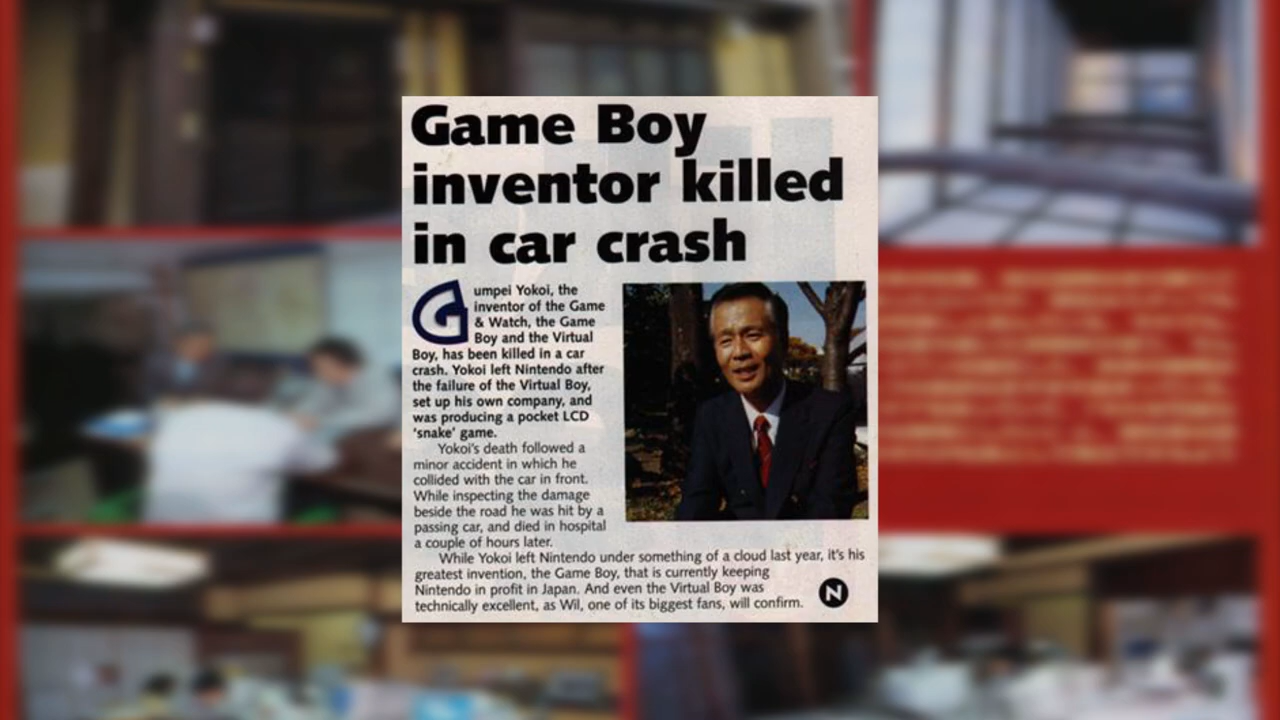 Game Boy
inventor killed
in car crash
Gumpei Yokoi, the
inventor of the Game
& Watch, the Game
Boy and the Virtual
Boy, has been killed in a car
crash. Yokoi left Nintendo after
the failure of the Virtual Boy,
set up his own company, and
was producing a pocket LCD
'snake' game.
Yokoi's death followed a
minor accident in which he
collided with the car in front.
While inspecting the damage
beside the road he was hit by a
passing car, and died in hospital
a couple of hours later.
While Yokoi left Nintendo under something of a cloud last year, it's his
greatest invention, the Game Boy, that is currently keeping
Nintendo in profit in Japan. And even the Virtual Boy was
technically excellent, as Wil, one of its biggest fans, will confirm.
N